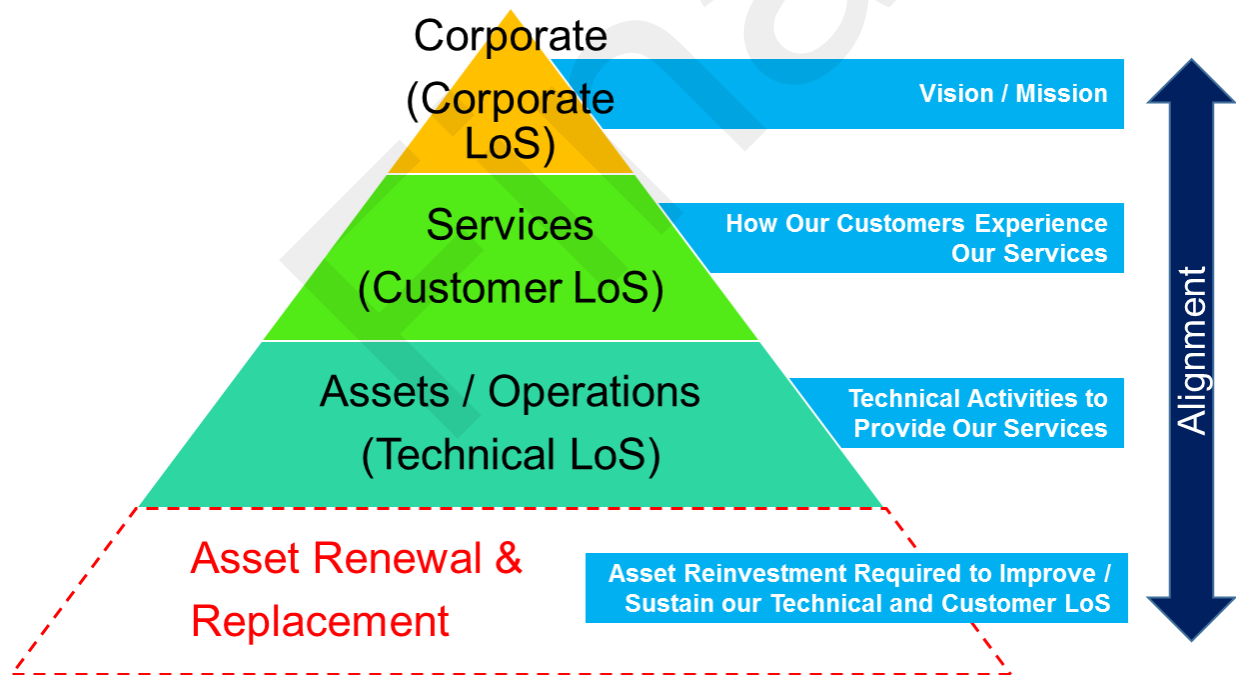 Corporate
(Corporate
LoS)
Vision / Mission
Services
(Customer LoS)
How Our Customers Experience
Our Services
Assets / Operations
(Technical LoS)
Technical Activities to
Provide Our Services
Asset Renewal &
Replacement
Asset Reinvestment Required to Improve /
Sustain our Technical and Customer LoS
Alignment